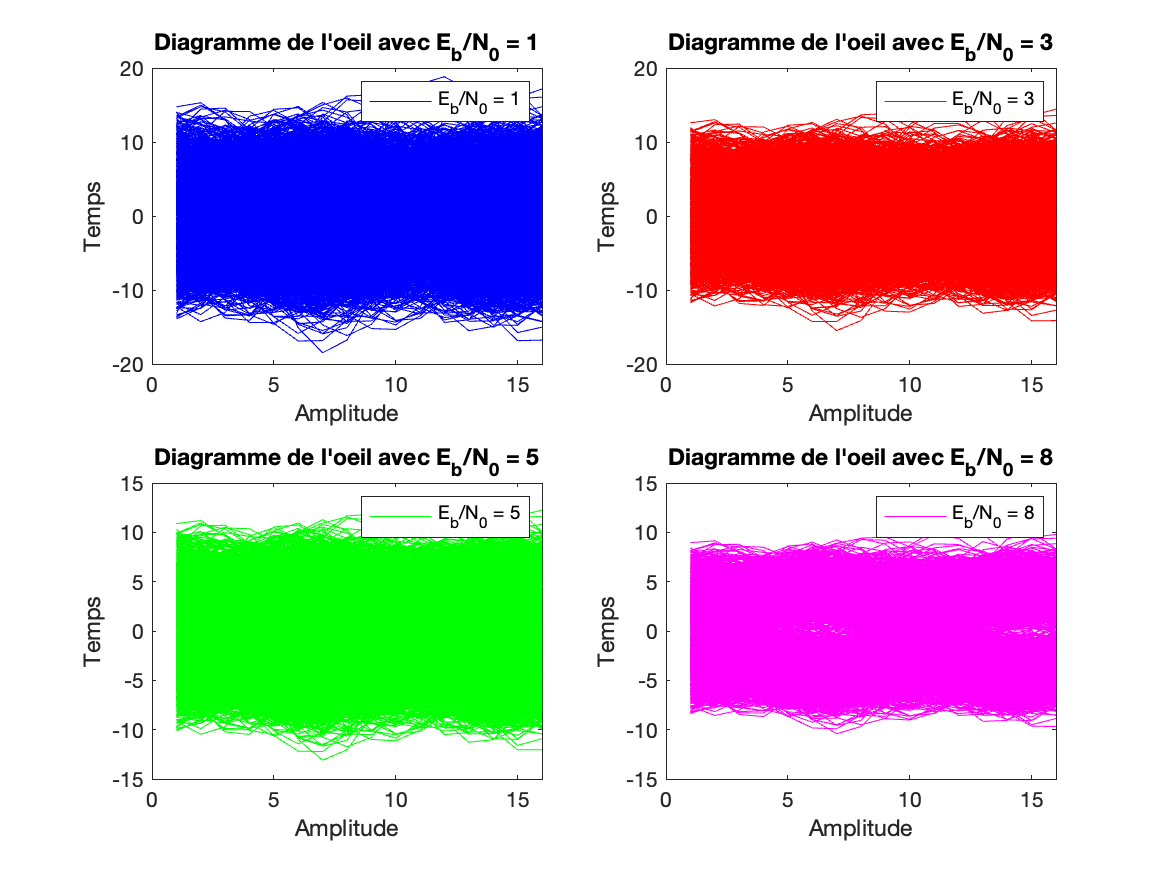 Diagramme de l'oeil avec E_b/N_0 = 1
20
10
0
-10
-20
Temps
E_b/N_0 = 1
0 5 10 15
Amplitude
Diagramme de l'oeil avec E_b/N_0 = 3
20
10
0
-10
-20
Temps
E_b/N_0 = 3
0 5 10 15
Amplitude
Diagramme de l'oeil avec E_b/N_0 = 5
15
10
5
0
-5
-10
-15
Temps
E_b/N_0 = 5
0 5 10 15
Amplitude
Diagramme de l'oeil avec E_b/N_0 = 8
15
10
5
0
-5
-10
-15
Temps
E_b/N_0 = 8
0 5 10 15
Amplitude